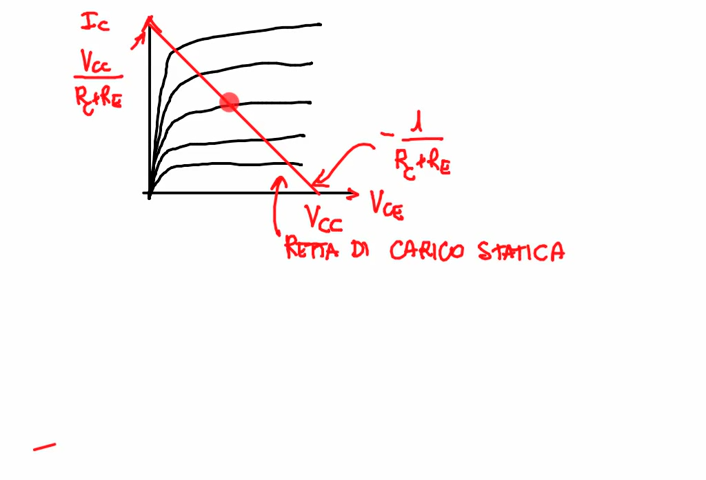 Ic
Vcc
Rc+RE
- 1
Rc+RE
Vcc
VCE
RETTA DI CARICO STATICA